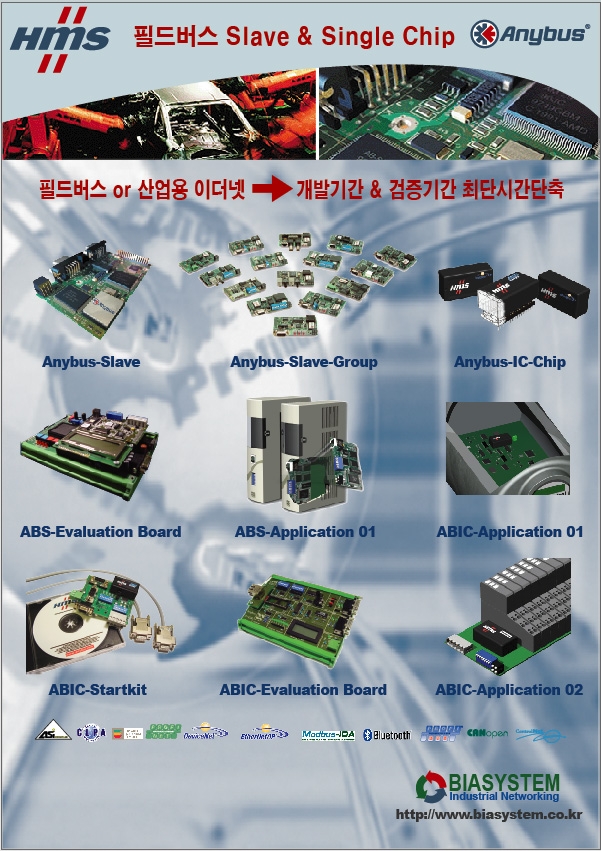 HMS
필드버스 Slave & Single Chip
Anybus®
필드버스 or 산업용 이더넷 → 개발기간 & 검증기간 최단시간단축
Anybus-Slave
Anybus-Slave-Group
Anybus-IC-Chip
ABS-Evaluation Board
ABS-Application 01
ABIC-Application 01
HMS
ABIC-Startkit
ABIC-Evaluation Board
ABIC-Application 02
DeviceNet
EtherNet/IP
Modbus-IDA
Bluetooth
CANopen
ControlNet
BIASYSTEM
Industrial Networking
http://www.biasystem.co.kr